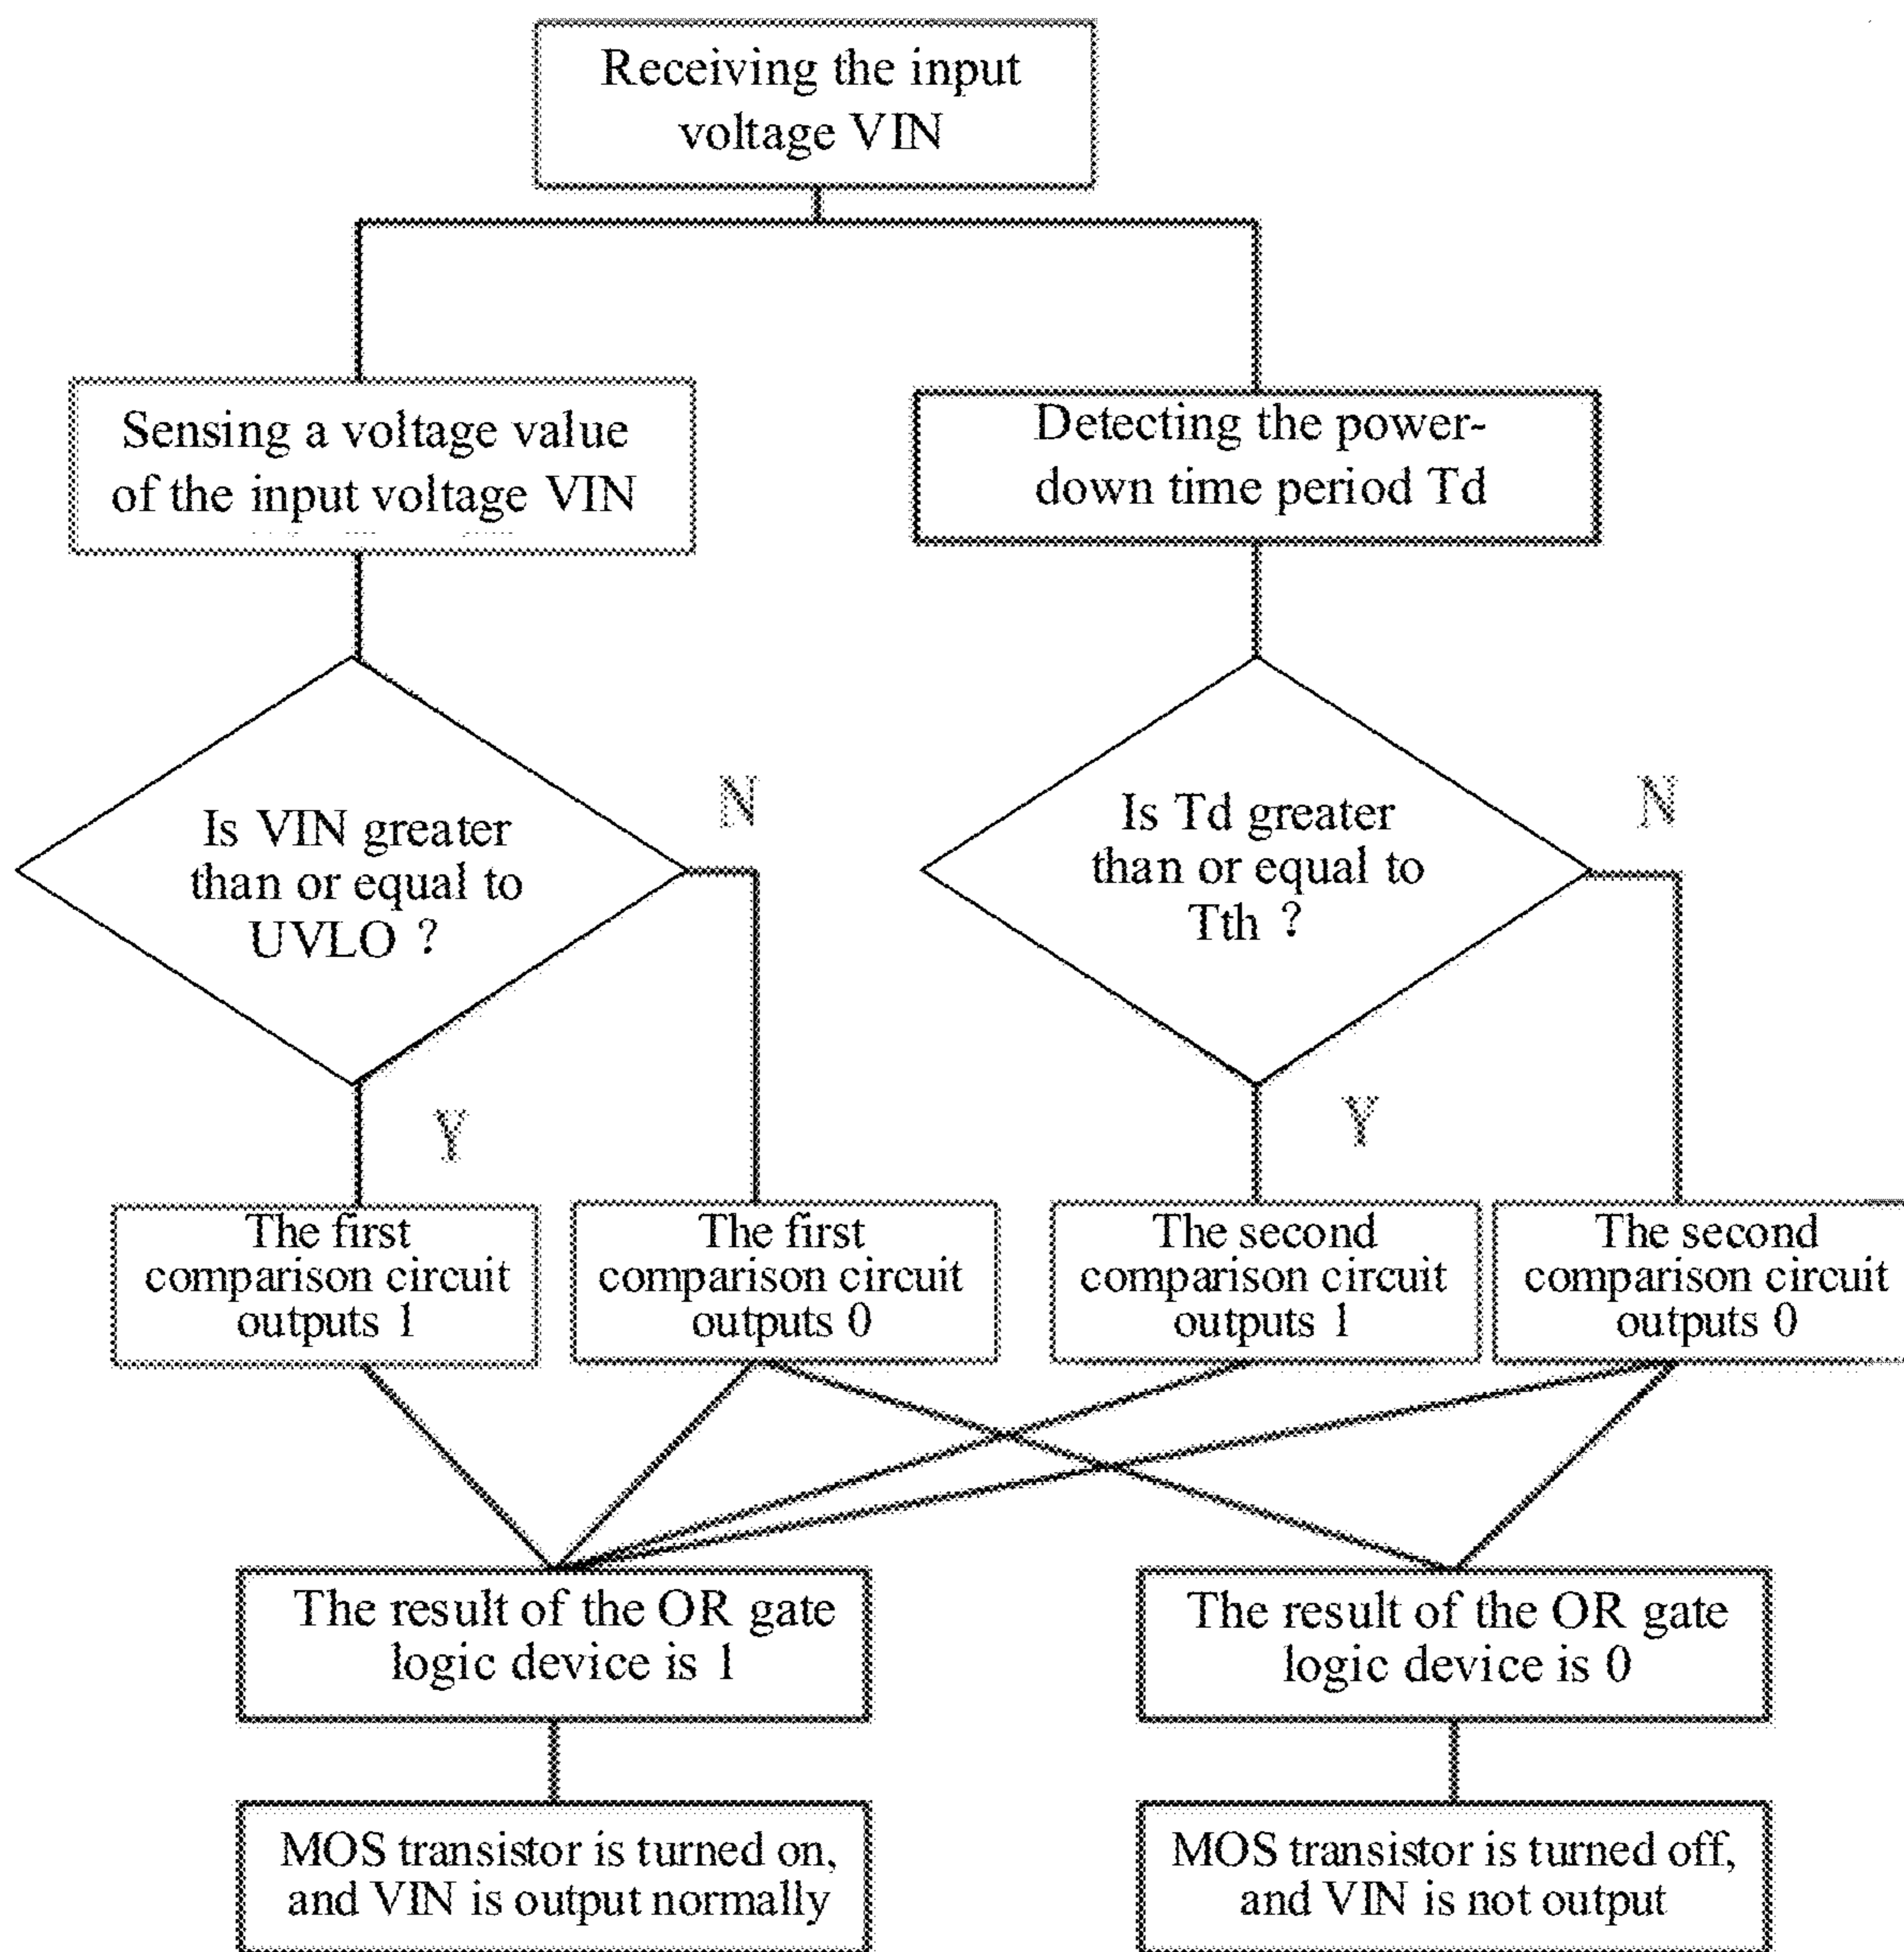 Receiving the input
voltage VIN
Sensing a voltage value
of the input voltage VIN
Detecting the power-
down time period Td
Is VIN greater
than or equal to
UVLO ?
N
Is Td greater
than or equal to
Tth ?
N
Y
Y
The first
comparison circuit
outputs 1
The first
comparison circuit
outputs 0
The second
comparison circuit
outputs 1
The second
comparison circuit
outputs 0
The result of the OR gate
logic device is 1
The result of the OR gate
logic device is 0
MOS transistor is turned on,
and VIN is output normally
MOS transistor is turned off,
and VIN is not output